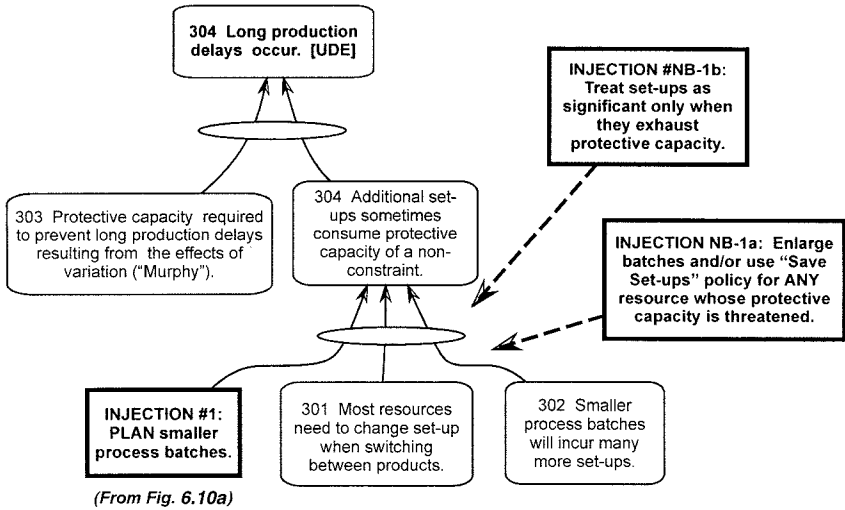 304 Long production
delays occur. [UDE]
INJECTION #NB-1b:
Treat set-ups as
significant only when
they exhaust
protective capacity.
303 Protective capacity required
to prevent long production delays
resulting from the effects of
variation (“Murphy”).
304 Additional set-
ups sometimes
consume protective
capacity of a non-
constraint.
INJECTION NB-1a: Enlarge
batches and/or use “Save
Set-ups” policy for ANY
resource whose protective
capacity is threatened.
INJECTION #1:
PLAN smaller
process batches.
301 Most resources
need to change set-up
when switching
between products.
302 Smaller
process batches
will incur many
more set-ups.
(From Fig. 6.10a)